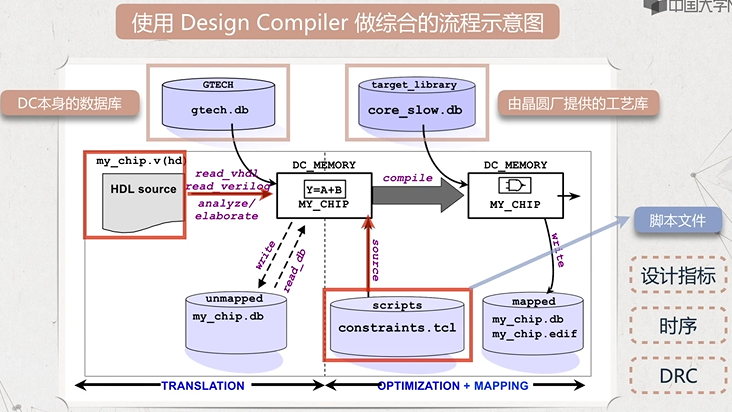 使用 Design Compiler 做综合的流程示意图
中国大学
DC本身的数据库
GTECH
gtech.db
target_library
core_slow.db
由晶圆厂提供的工艺库
my_chip.v(hd)
HDL source
read_vhdl
read_verilog
analyze/
elaborate
DC_MEMORY
Y=A+B
MY_CHIP
compile
DC_MEMORY
MY_CHIP
脚本文件
write
read_db
source
write
unmapped
my_chip.db
scripts
constraints.tcl
mapped
my_chip.db
my_chip.edif
设计指标
时序
DRC
TRANSLATION
OPTIMIZATION + MAPPING